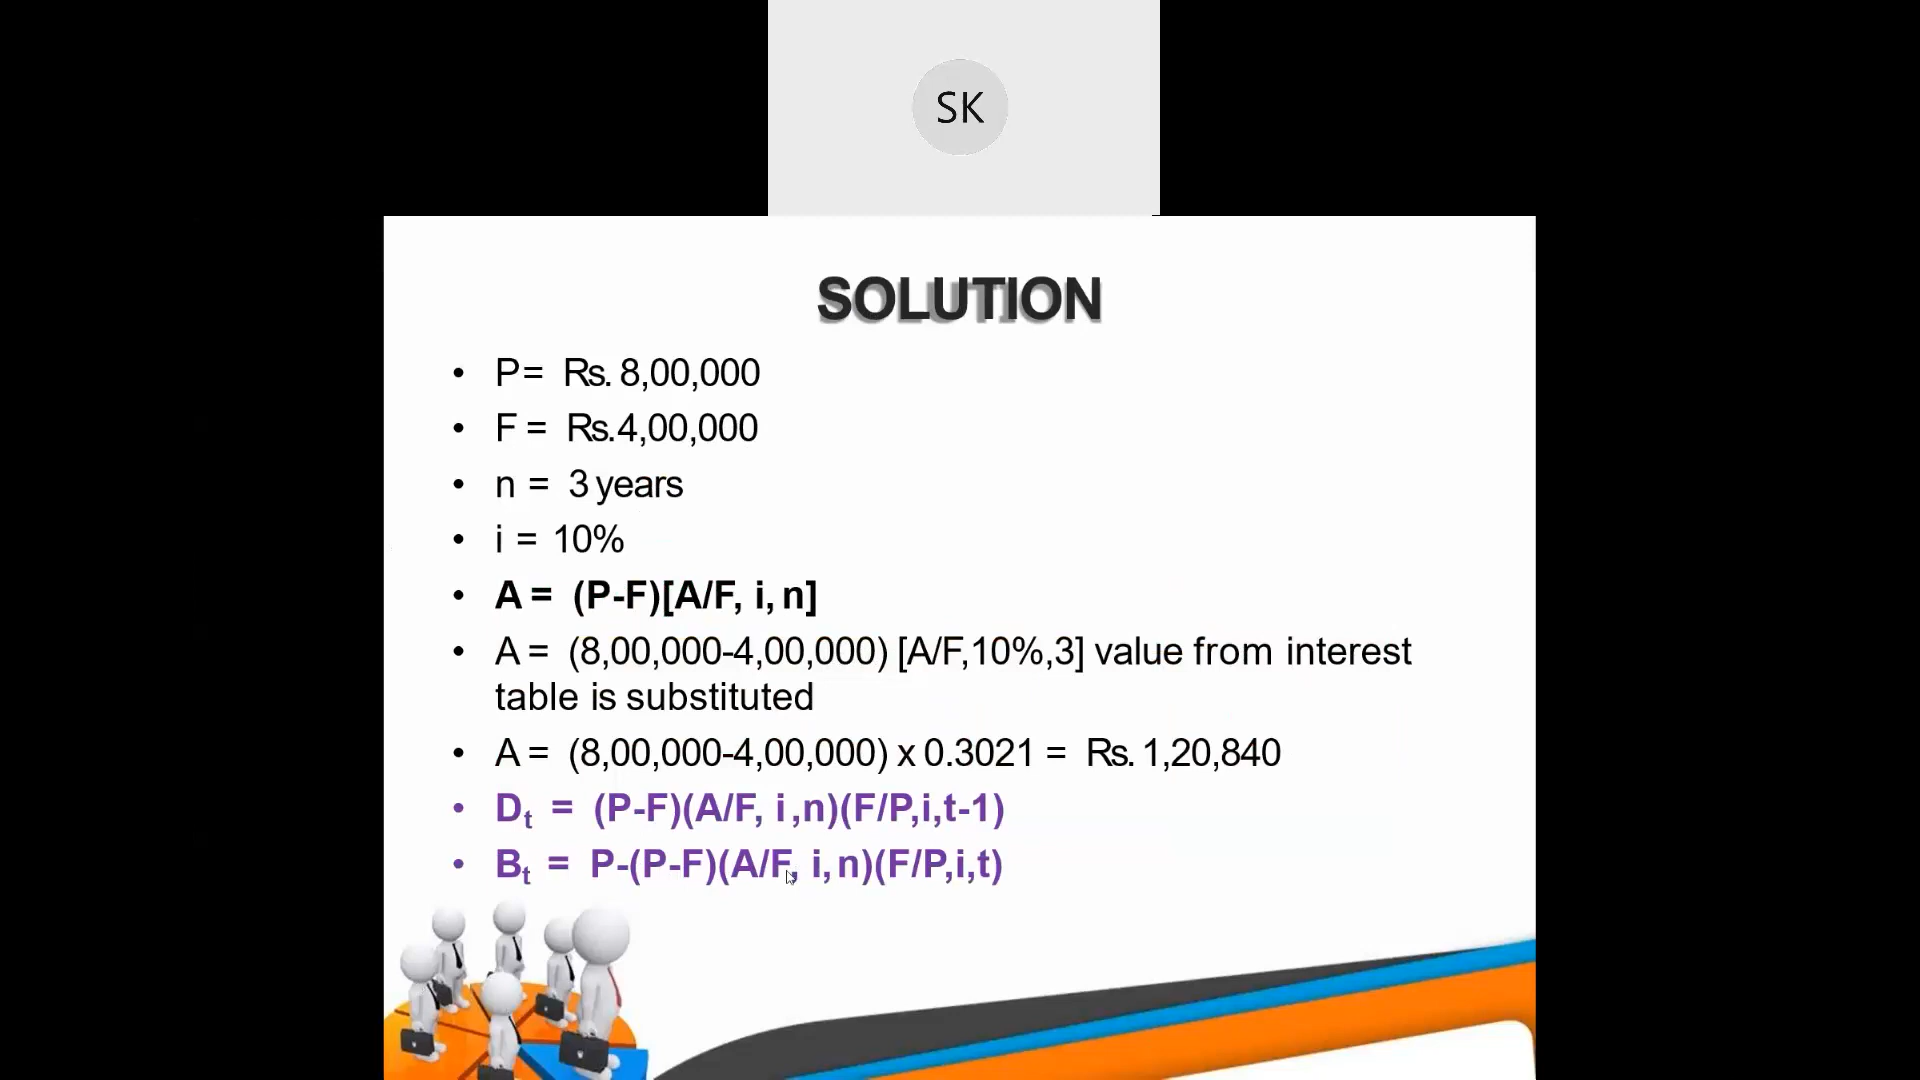 SK
SOLUTION
• P= Rs. 8,00,000
• F = Rs.4,00,000
• n = 3 years
• i = 10%
• A = (P-F)[A/F, i, n]
• A = (8,00,000-4,00,000) [A/F,10%,3] value from interest
table is substituted
• A = (8,00,000-4,00,000) x 0.3021 = Rs. 1,20,840
• Dt = (P-F)(A/F, i ,n)(F/P,i,t-1)
• Bt = P-(P-F)(A/F, i, n)(F/P,i,t)